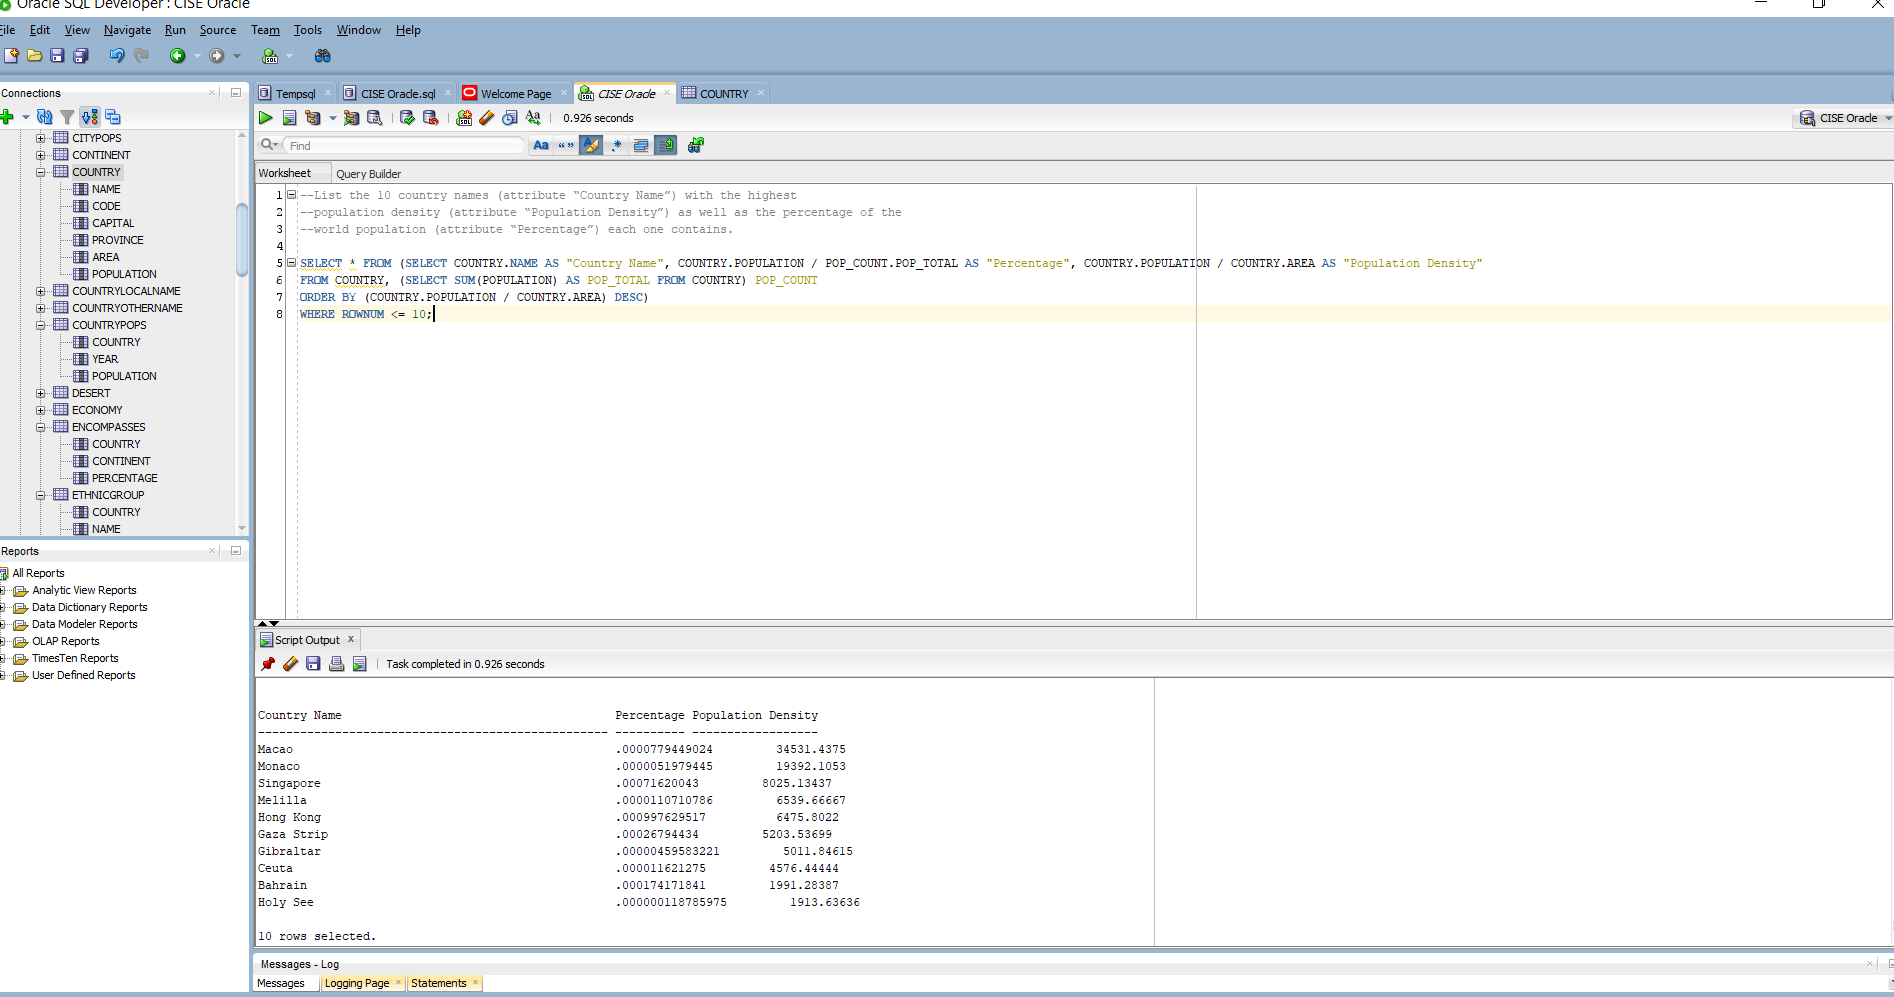 Oracle SQL Developer : CISE Oracle
File Edit View Navigate Run Source Team Tools Window Help
Connections
CITYPOPS
CONTINENT
COUNTRY
NAME
CODE
CAPITAL
PROVINCE
AREA
POPULATION
COUNTRYLOCALNAME
COUNTRYOTHERNAME
COUNTRYPOPS
COUNTRY
YEAR
POPULATION
DESERT
ECONOMY
ENCOMPASSES
COUNTRY
CONTINENT
PERCENTAGE
ETHNICGROUP
COUNTRY
NAME
Reports
All Reports
Analytic View Reports
Data Dictionary Reports
Data Modeler Reports
OLAP Reports
TimesTen Reports
User Defined Reports
Tempsql CISE Oracle.sql Welcome Page CISE Oracle COUNTRY
0.926 seconds
CISE Oracle
Find
Worksheet Query Builder
1 --List the 10 country names (attribute “Country Name”) with the highest
2 --population density (attribute “Population Density”) as well as the percentage of the
3 --world population (attribute “Percentage”) each one contains.
4
5 SELECT * FROM (SELECT COUNTRY.NAME AS "Country Name", COUNTRY.POPULATION / POP_COUNT.POP_TOTAL AS "Percentage", COUNTRY.POPULATION / COUNTRY.AREA AS "Population Density"
6 FROM COUNTRY, (SELECT SUM(POPULATION) AS POP_TOTAL FROM COUNTRY) POP_COUNT
7 ORDER BY (COUNTRY.POPULATION / COUNTRY.AREA) DESC)
8 WHERE ROWNUM <= 10;
Script Output
Task completed in 0.926 seconds
Country Name Percentage Population Density
-------------------------------------------------- ---------- ------------------
Macao .0000779449024 34531.4375
Monaco .0000051979445 19392.1053
Singapore .00071620043 8025.13437
Melilla .0000110710786 6539.66667
Hong Kong .000997629517 6475.8022
Gaza Strip .00026794434 5203.53699
Gibraltar .00000459583221 5011.84615
Ceuta .000011621275 4576.44444
Bahrain .000174171841 1991.28387
Holy See .000000118785975 1913.63636
10 rows selected.
Messages - Log
Messages Logging Page Statements